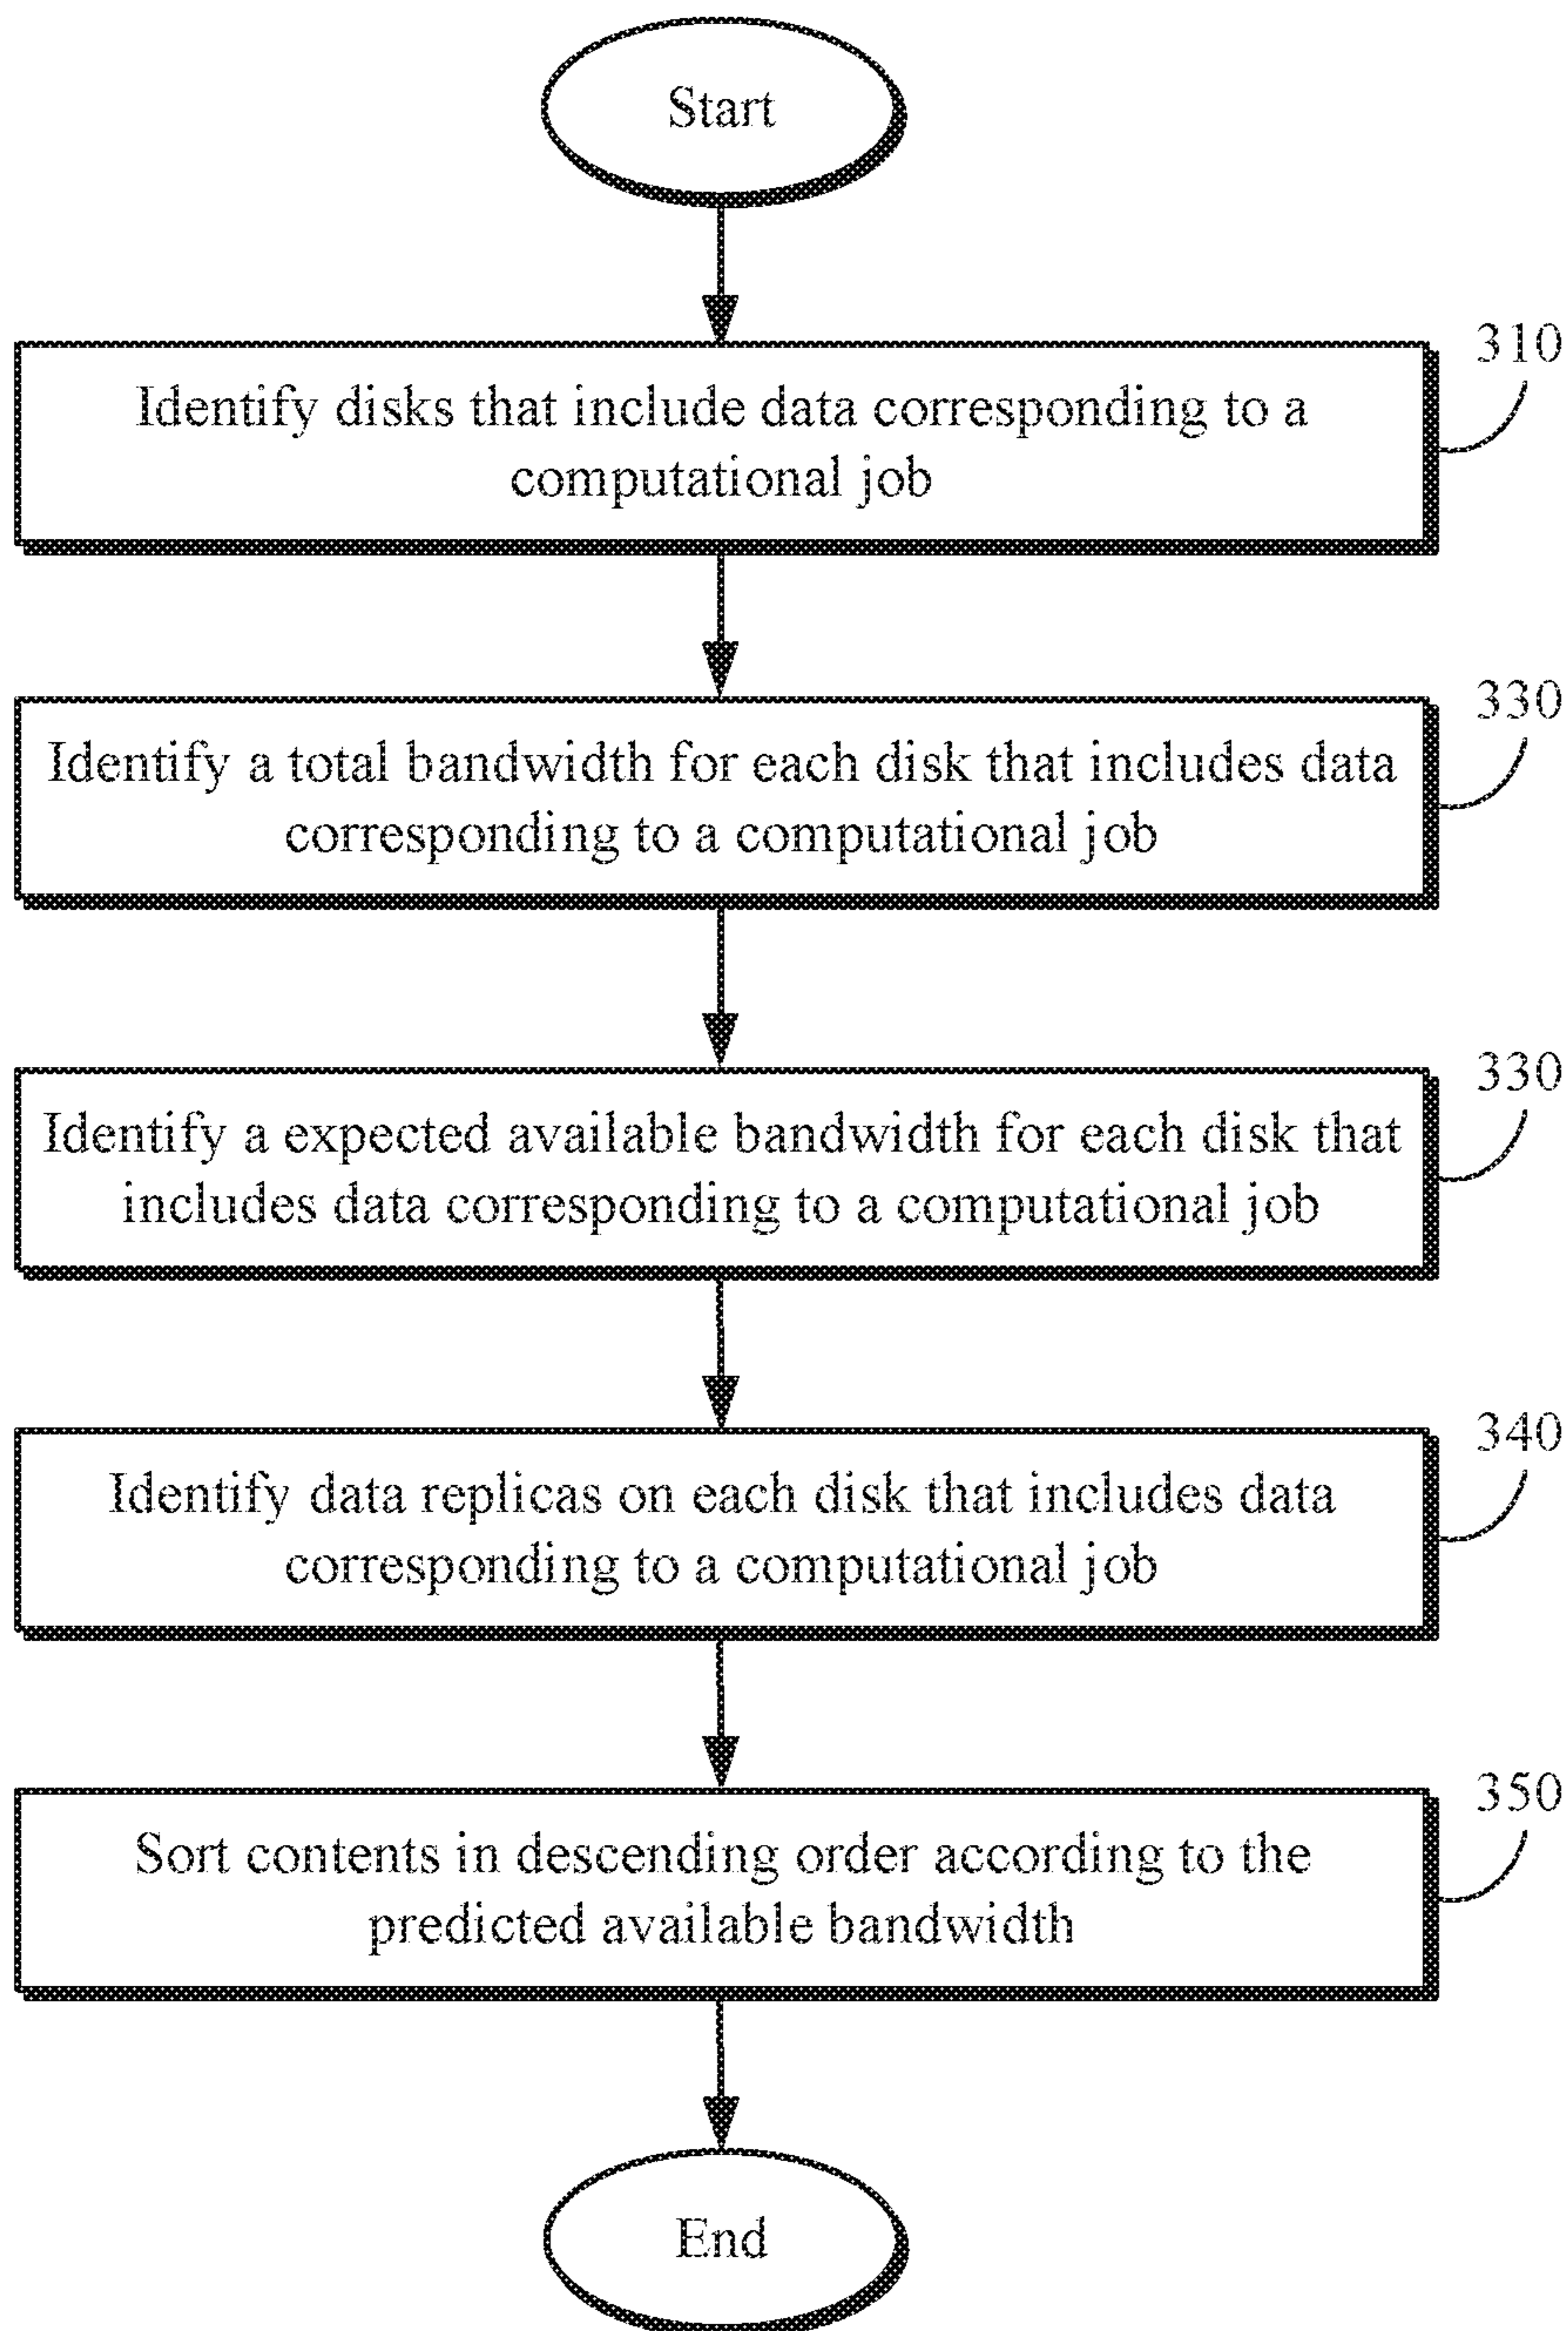 Start
310
Identify disks that include data corresponding to a
computational job
330
Identify a total bandwidth for each disk that includes data
corresponding to a computational job
330
Identify a expected available bandwidth for each disk that
includes data corresponding to a computational job
340
Identify data replicas on each disk that includes data
corresponding to a computational job
350
Sort contents in descending order according to the
predicted available bandwidth
End